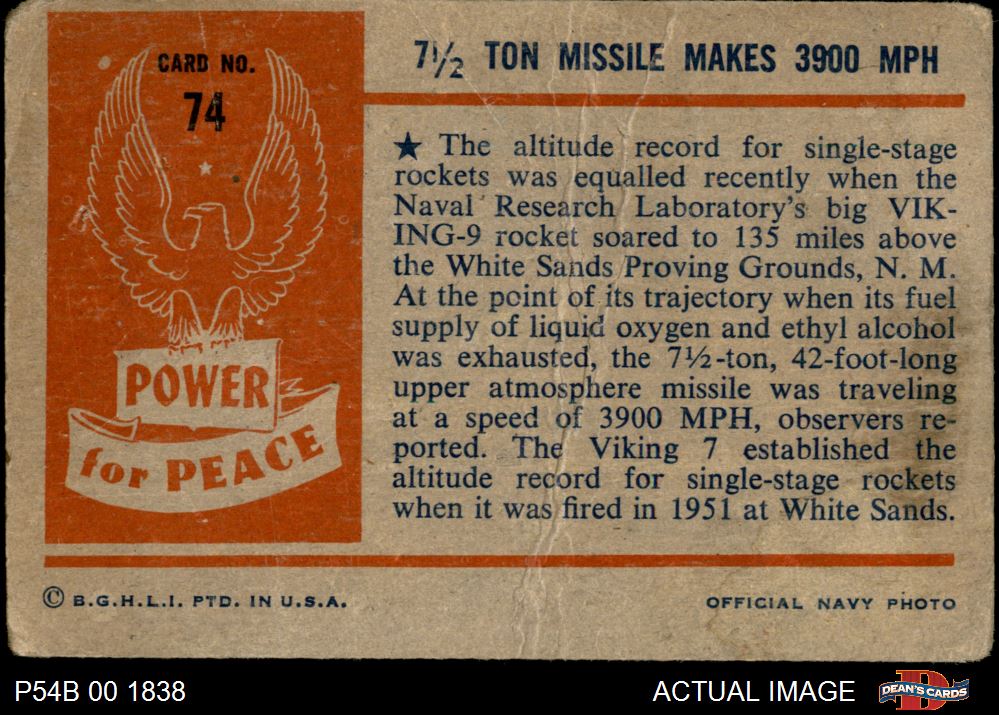 CARD NO.
74
POWER
for PEACE
7½ TON MISSILE MAKES 3900 MPH
★ The altitude record for single-stage
rockets was equalled recently when the
Naval Research Laboratory's big VIK-
ING-9 rocket soared to 135 miles above
the White Sands Proving Grounds, N. M.
At the point of its trajectory when its fuel
supply of liquid oxygen and ethyl alcohol
was exhausted, the 7½-ton, 42-foot-long
upper atmosphere missile was traveling
at a speed of 3900 MPH, observers re-
ported. The Viking 7 established the
altitude record for single-stage rockets
when it was fired in 1951 at White Sands.
© B.G.H.L.I. PTD. IN U.S.A.
OFFICIAL NAVY PHOTO
P54B 00 1838
ACTUAL IMAGE
D
DEAN'S CARDS